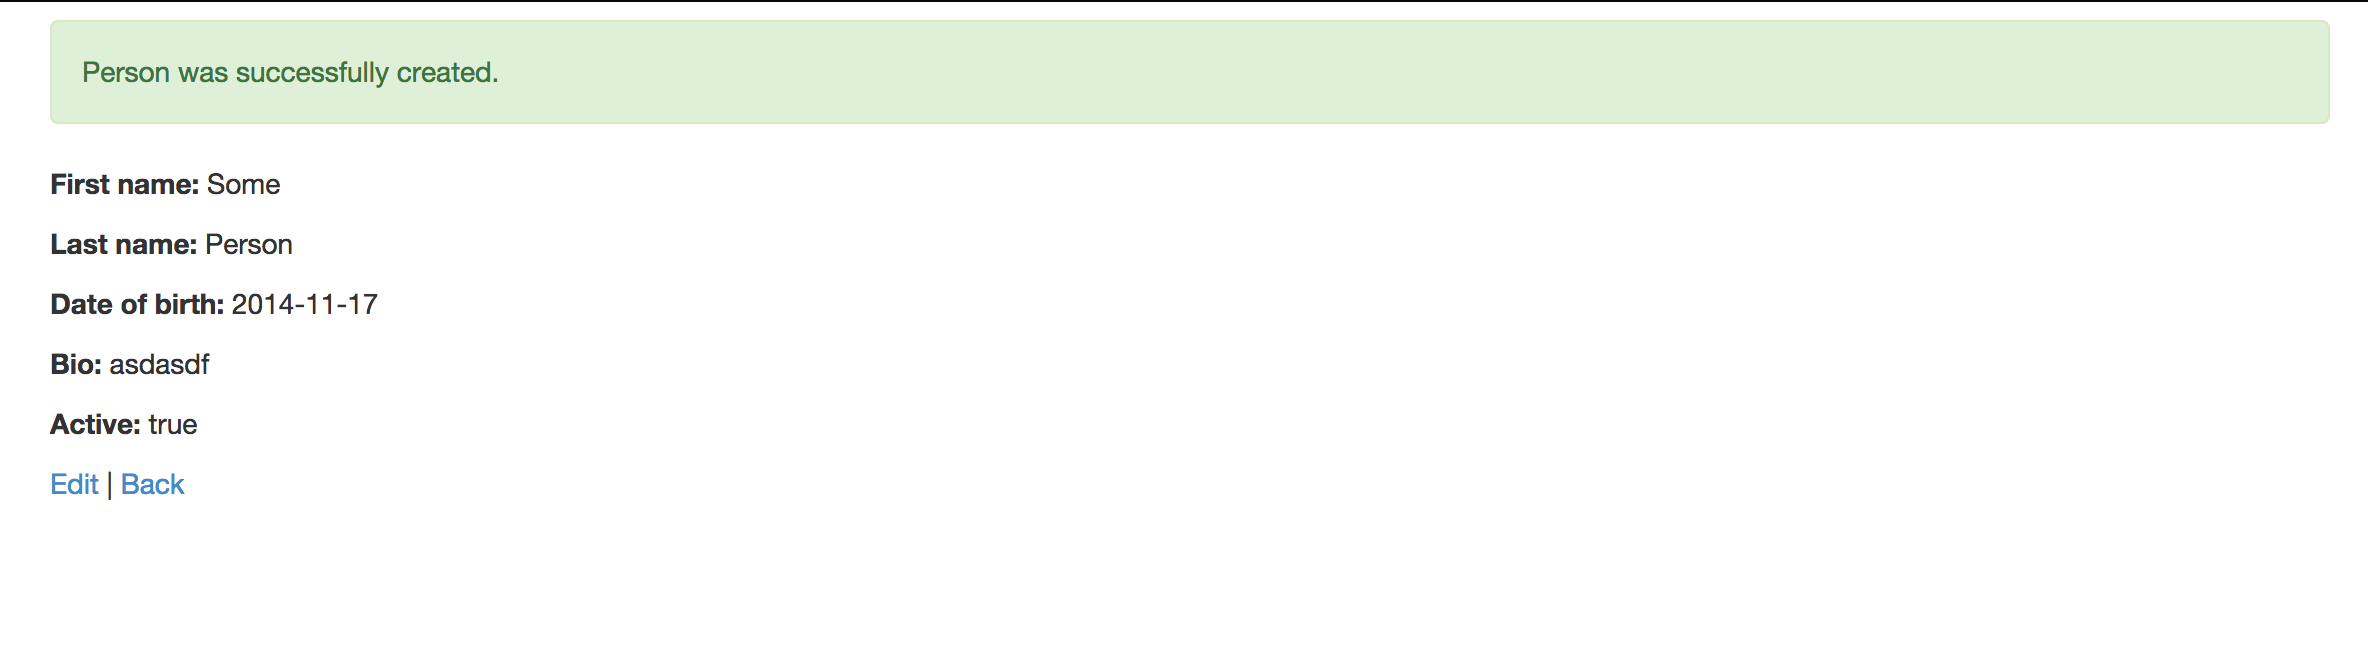 Person was successfully created.
First name: Some
Last name: Person
Date of birth: 2014-11-17
Bio: asdasdf
Active: true
Edit | Back